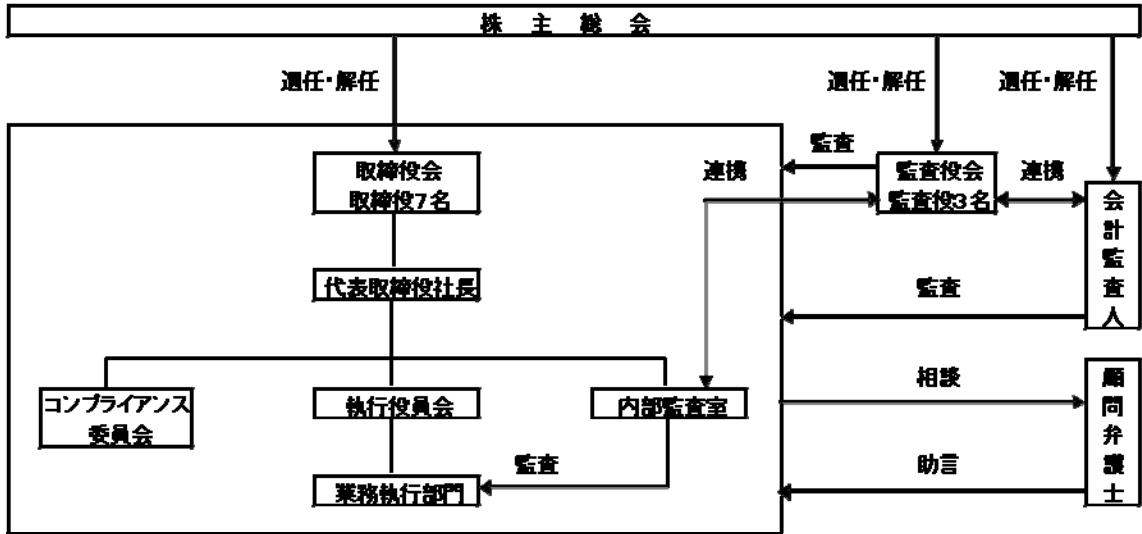 株主総会
選任・解任
選任・解任
選任・解任
取締役会
取締役7名
連携
監査
監査役会
監査役3名
連携
会計監査人
代表取締役社長
監査
コンプライアンス
委員会
執行役員会
内部監査室
相談
顧問弁護士
業務執行部門
監査
助言